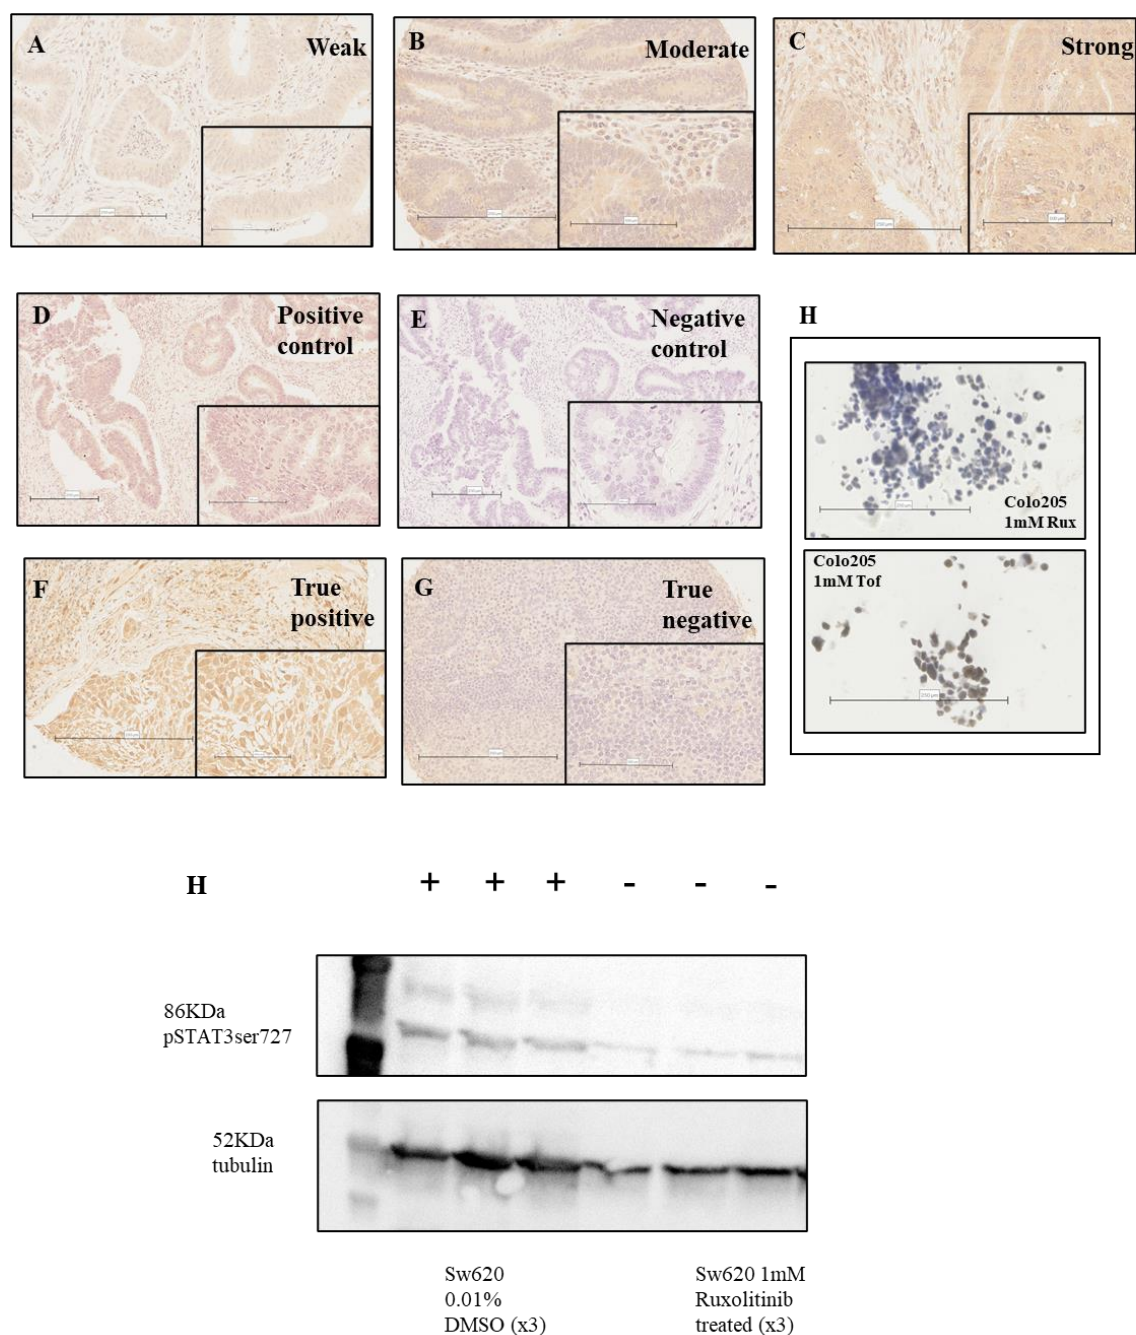 A
Weak
B
Moderate
C
Strong
D
Positive
control
E
Negative
control
H
Colo205
1mM Rux
Colo205
1mM Tof
F
True
positive
G
True
negative
H
+ + + - - -
86KDa
pSTAT3ser727
52KDa
tubulin
Sw620
0.01%
DMSO (x3)
Sw620 1mM
Ruxolitinib
treated (x3)